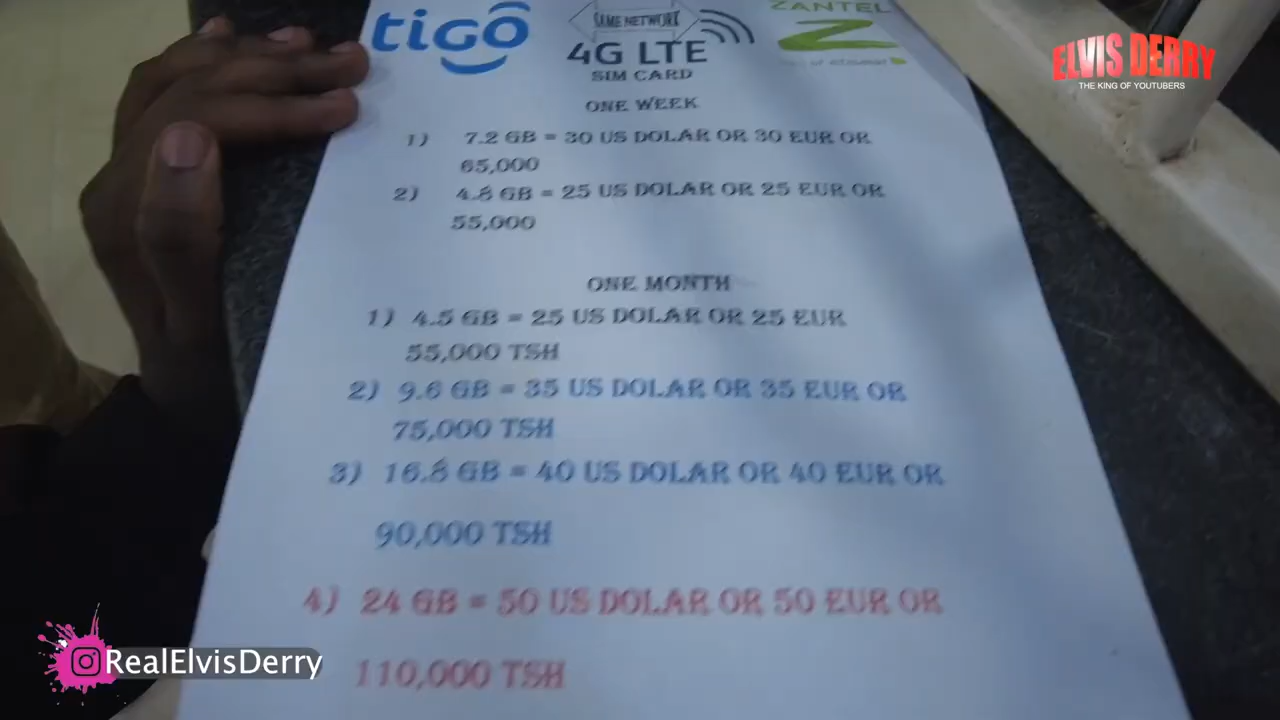 tiGO
SAME NETWORK
4G LTE
SIM CARD
ZANTEL
Z
ELVIS DERRY
THE KING OF YOUTUBERS
ONE WEEK
1) 7.2 GB = 30 US DOLAR OR 30 EUR OR
65,000
2) 4.8 GB = 25 US DOLAR OR 25 EUR OR
55,000
ONE MONTH
1) 4.5 GB = 25 US DOLAR OR 25 EUR
55,000 TSH
2) 9.6 GB = 35 US DOLAR OR 35 EUR OR
75,000 TSH
3) 16.8 GB = 40 US DOLAR OR 40 EUR OR
90,000 TSH
4) 24 GB = 50 US DOLAR OR 50 EUR OR
110,000 TSH
RealElvisDerry